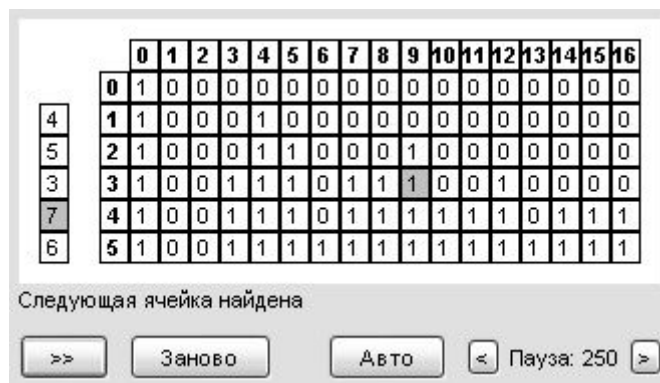 0 1 2 3 4 5 6 7 8 9 10 11 12 13 14 15 16
0 1 0 0 0 0 0 0 0 0 0 0 0 0 0 0 0 0
4 1 1 0 0 0 1 0 0 0 0 0 0 0 0 0 0 0 0
5 2 1 0 0 0 1 1 0 0 0 1 0 0 0 0 0 0 0
3 3 1 0 0 1 1 1 0 1 1 1 0 0 1 0 0 0 0
7 4 1 0 0 1 1 1 0 1 1 1 1 1 1 0 1 1 1
6 5 1 0 0 1 1 1 1 1 1 1 1 1 1 1 1 1 1
Следующая ячейка найдена
>> Заново Авто < Пауза: 250 >